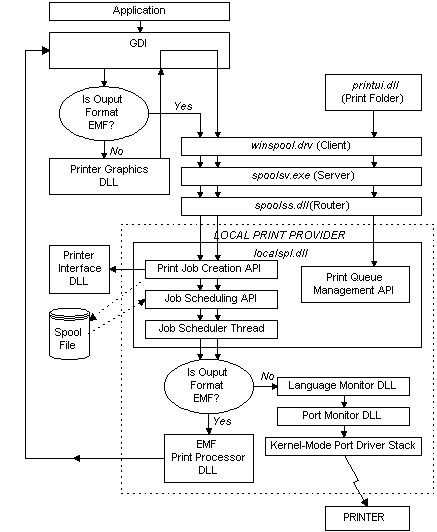 Application
GDI
Is Ouput
Format
EMF?
Yes
No
Printer Graphics
DLL
printui.dll
(Print Folder)
winspool.drv (Client)
spoolsv.exe (Server)
spoolss.dll(Router)
LOCAL PRINT PROVIDER
localspl.dll
Printer
Interface
DLL
Print Job Creation API
Print Queue
Management API
Job Scheduling API
Spool
File
Job Scheduler Thread
Is Ouput
Format
EMF?
No
Yes
Language Monitor DLL
Port Monitor DLL
EMF
Print Processor
DLL
Kernel-Mode Port Driver Stack
PRINTER